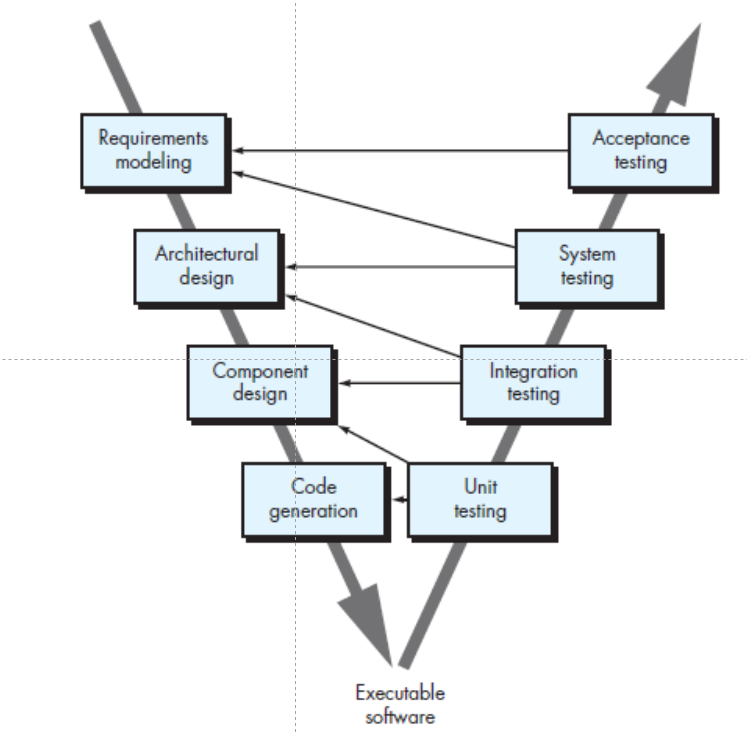 Requirements
modeling
Acceptance
testing
Architectural
design
System
testing
Component
design
Integration
testing
Code
generation
Unit
testing
Executable
software